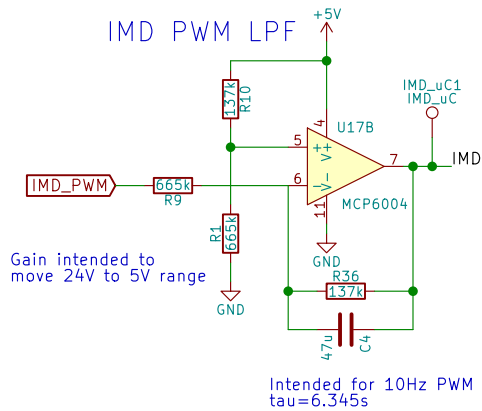 IMD PWM LPF
+5V
IMD_uC1
IMD_uC
137k
R10
4
U17B
5
+
V+
7
IMD
IMD_PWM
665k
R9
6
-
V-
11
MCP6004
R1
665k
GND
Gain intended to
move 24V to 5V range
GND
R36
137k
47u
C4
Intended for 10Hz PWM
tau=6.345s